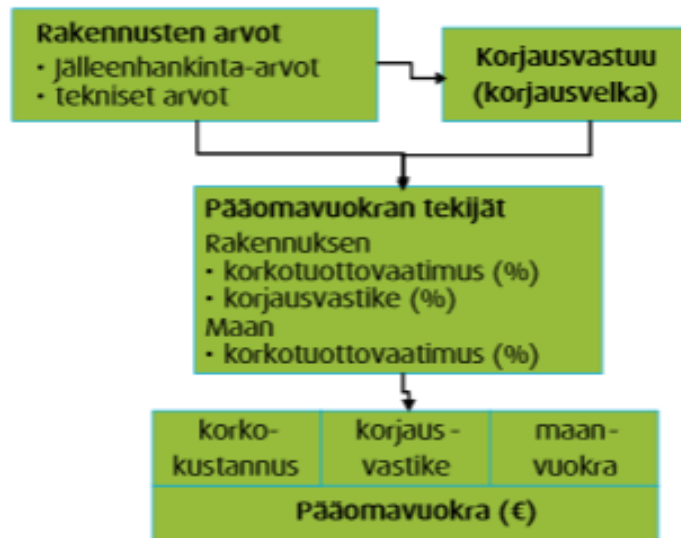 Rakennusten arvot
• Jälleenhankinta-arvot
• tekniset arvot
Korjausvastuu
(korjausvelka)
Pääomavuokran tekijät
Rakennuksen
• korkotuottovaatimus (%)
• korjausvastike (%)
Maan
• korkotuottovaatimus (%)
korko-
kustannus
korjaus-
vastike
maan-
vuokra
Pääomavuokra (€)